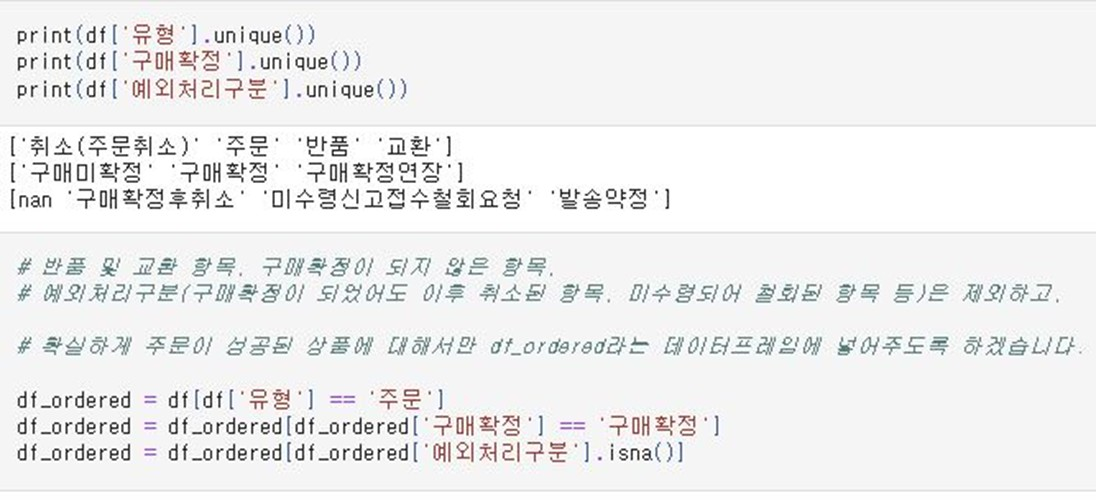 print(df['유형'].unique())
print(df['구매확정'].unique())
print(df['예외처리구분'].unique())
['취소(주문취소)' '주문' '반품' '교환']
['구매미확정' '구매확정' '구매확정연장']
[nan '구매확정후취소' '미수령신고접수철회요청' '발송약정']
# 반품 및 교환 항목, 구매확정이 되지 않은 항목,
# 예외처리구분(구매확정이 되었어도 이후 취소된 항목, 미수령되어 철회된 항목 등)은 제외하고,
# 확실하게 주문이 성공된 상품에 대해서만 df_ordered라는 데이터프레임에 넣어주도록 하겠습니다.
df_ordered = df[df['유형'] == '주문']
df_ordered = df_ordered[df_ordered['구매확정'] == '구매확정']
df_ordered = df_ordered[df_ordered['예외처리구분'].isna()]